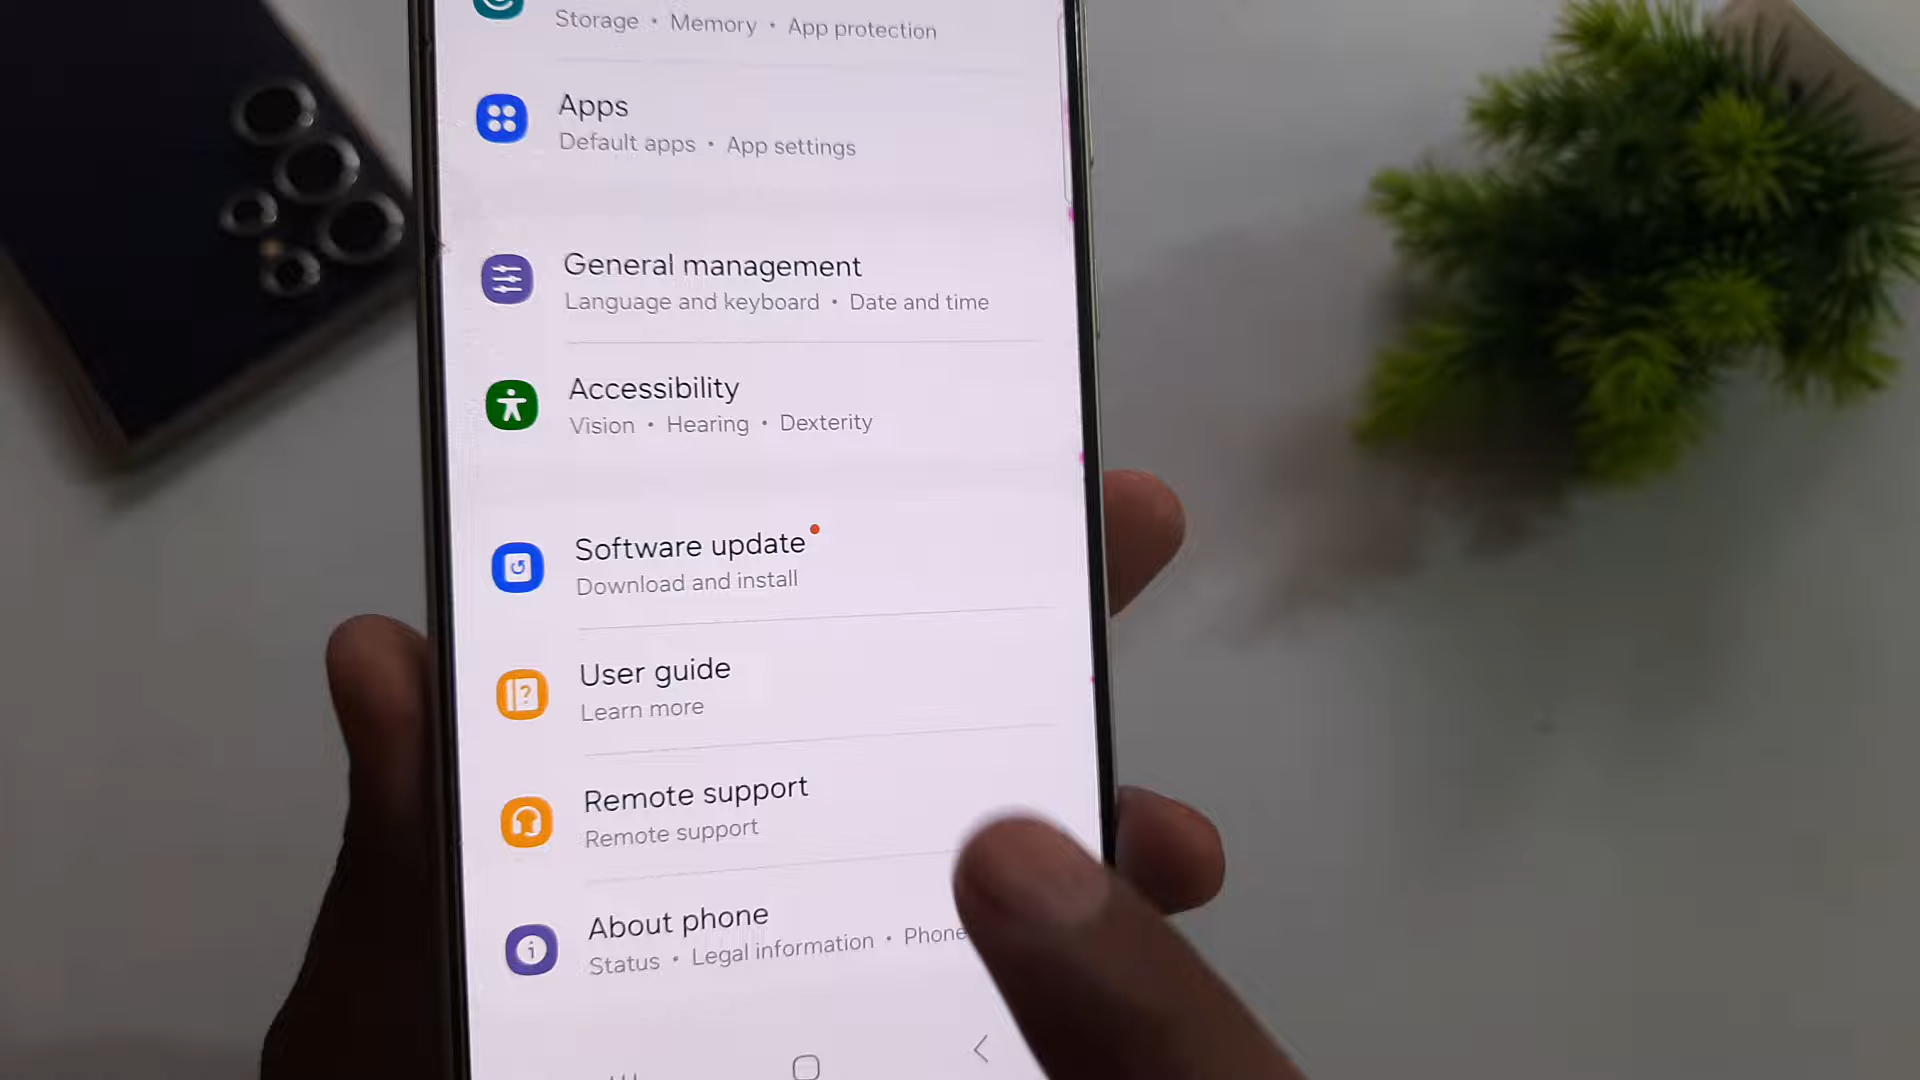 Storage • Memory • App protection
Apps
Default apps • App settings
General management
Language and keyboard • Date and time
Accessibility
Vision • Hearing • Dexterity
Software update
Download and install
User guide
Learn more
Remote support
Remote support
About phone
Status • Legal information • Phone